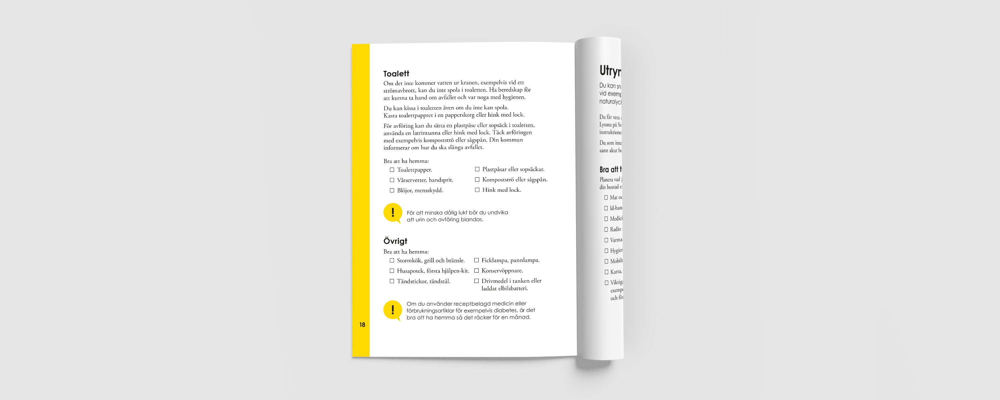 Toalett
Om det inte kommer vatten ur kranen, exempelvis vid ett
strömavbrott, kan du inte spola i toaletten. Ha beredskap för
att kunna ta hand om avfallet och var noga med hygienen.
Du kan kissa i toaletten även om du inte kan spola.
Kasta toalettpappret i en papperskorg eller hink med lock.
För avföring kan du sätta en plastpåse eller sopsäck i toaletten,
använda en latrintunna eller hink med lock. Täck avföringen
med exempelvis kompostströ eller sågspån. Din kommun
informerar om hur du ska slänga avfallet.
Bra att ha hemma:
Toalettpapper.
Våtservetter, handsprit.
Blöjor, mensskydd.
Plastpåsar eller sopsäckar.
Kompostströ eller sågspån.
Hink med lock.
!
För att minska dålig lukt bör du undvika
att urin och avföring blandas.
Övrigt
Bra att ha hemma:
Stormkök, grill och bränsle.
Husapotek, första hjälpen-kit.
Tändstickor, tändstål.
Ficklampa, pannlampa.
Konservöppnare.
Drivmedel i tanken eller
laddat elbilsbatteri.
!
Om du använder receptbelagd medicin eller
förbrukningsartiklar för exempelvis diabetes, är det
bra att ha hemma så det räcker för en månad.
18
Du kan
vid
Du får veta
Lyssna på
Du som inte
samt akut
Bra att
Planera vad
din bostad
Mat
Radio
Karta,
och